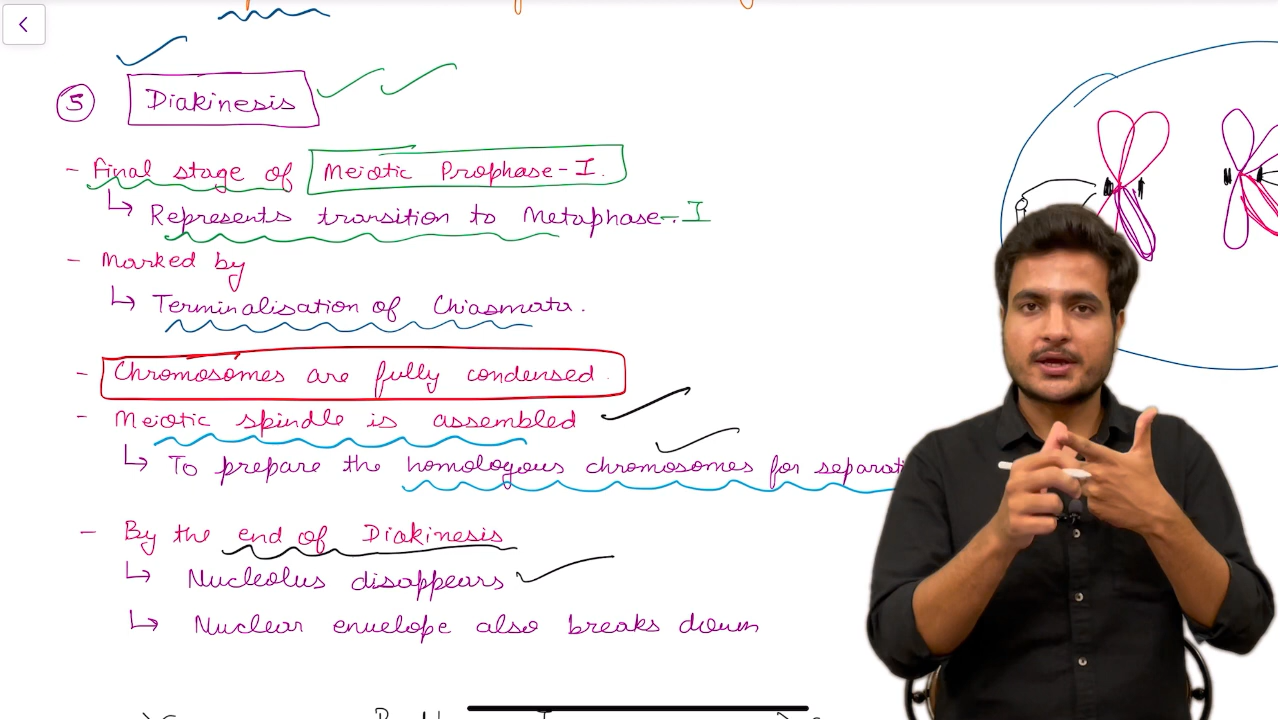 5 Diakinesis
- Final stage of Meiotic Prophase-I.
↳ Represents transition to Metaphase-I
- Marked by
↳ Terminalisation of Chiasmata.
- Chromosomes are fully condensed.
- Meiotic spindle is assembled
↳ To prepare the homologous chromosomes for
- By the end of Diakinesis
↳ Nucleolus disappears
↳ Nuclear envelope also breaks down